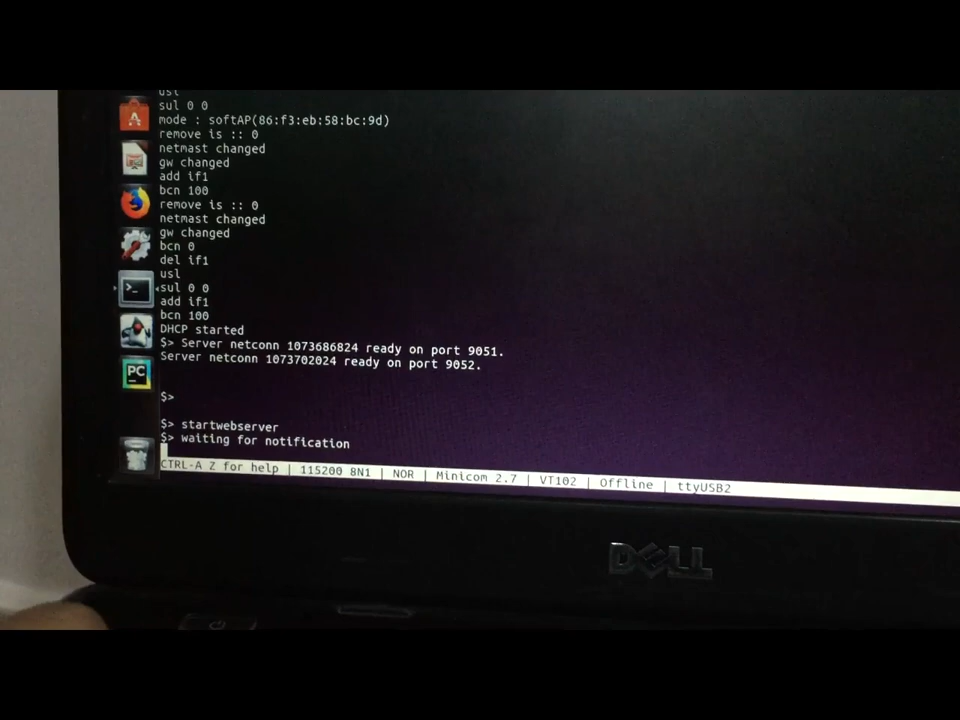 usl
sul 0 0
mode : softAP(86:f3:eb:58:bc:9d)
remove is :: 0
netmast changed
gw changed
add if1
bcn 100
remove is :: 0
netmast changed
gw changed
bcn 0
del if1
usl
sul 0 0
add if1
bcn 100
DHCP started
$> Server netconn 1073686824 ready on port 9051.
Server netconn 1073702024 ready on port 9052.
$>
$> startwebserver
$> waiting for notification
CTRL-A Z for help | 115200 8N1 | NOR | Minicom 2.7 | VT102 | Offline | ttyUSB2
PC
DELL